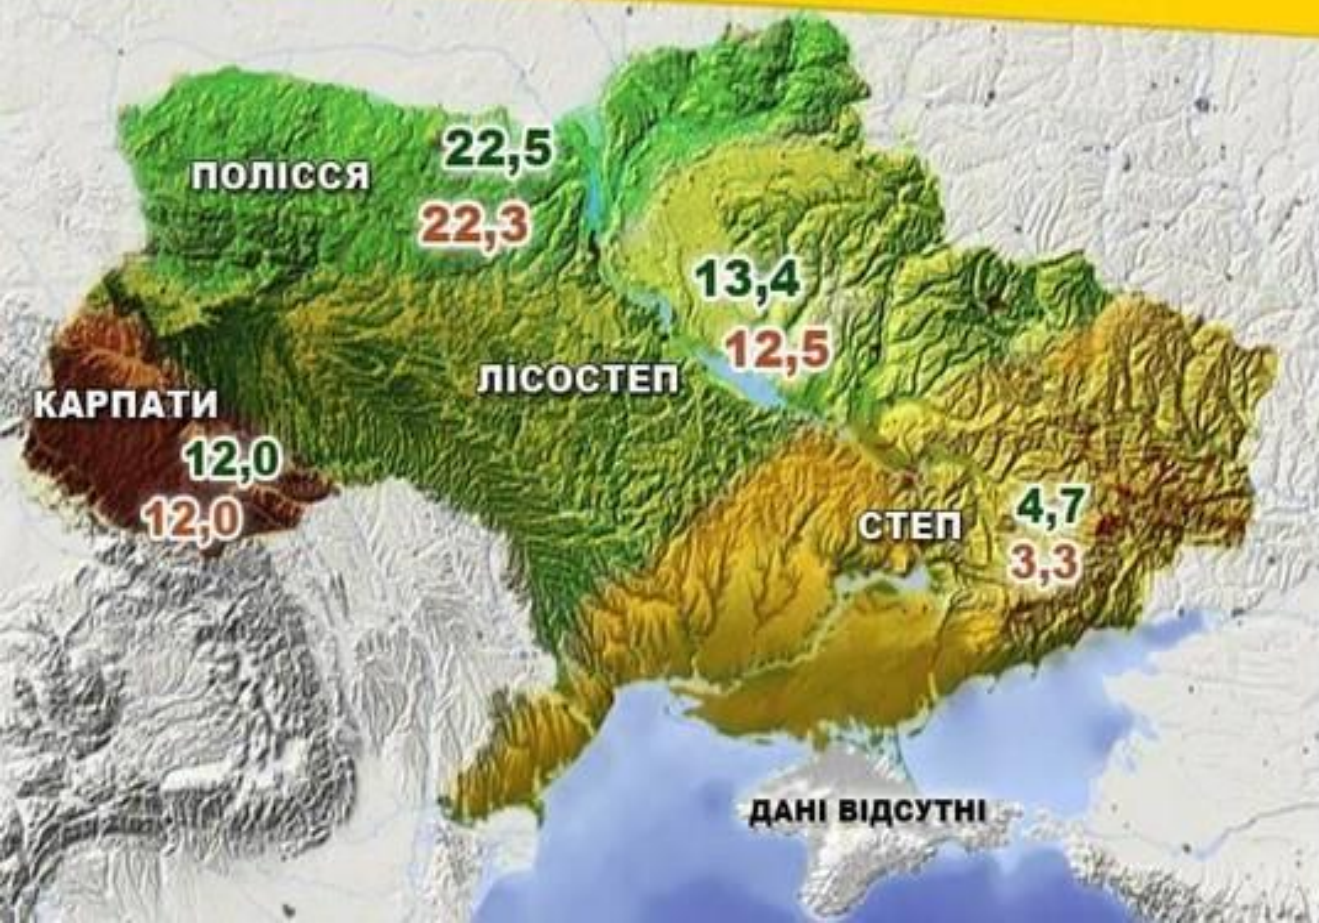 22,5
ПОЛІССЯ
22,3
13,4
12,5
ЛІСОСТЕП
КАРПАТИ
12,0
12,0
4,7
СТЕП
3,3
ДАНІ ВІДСУТНІ